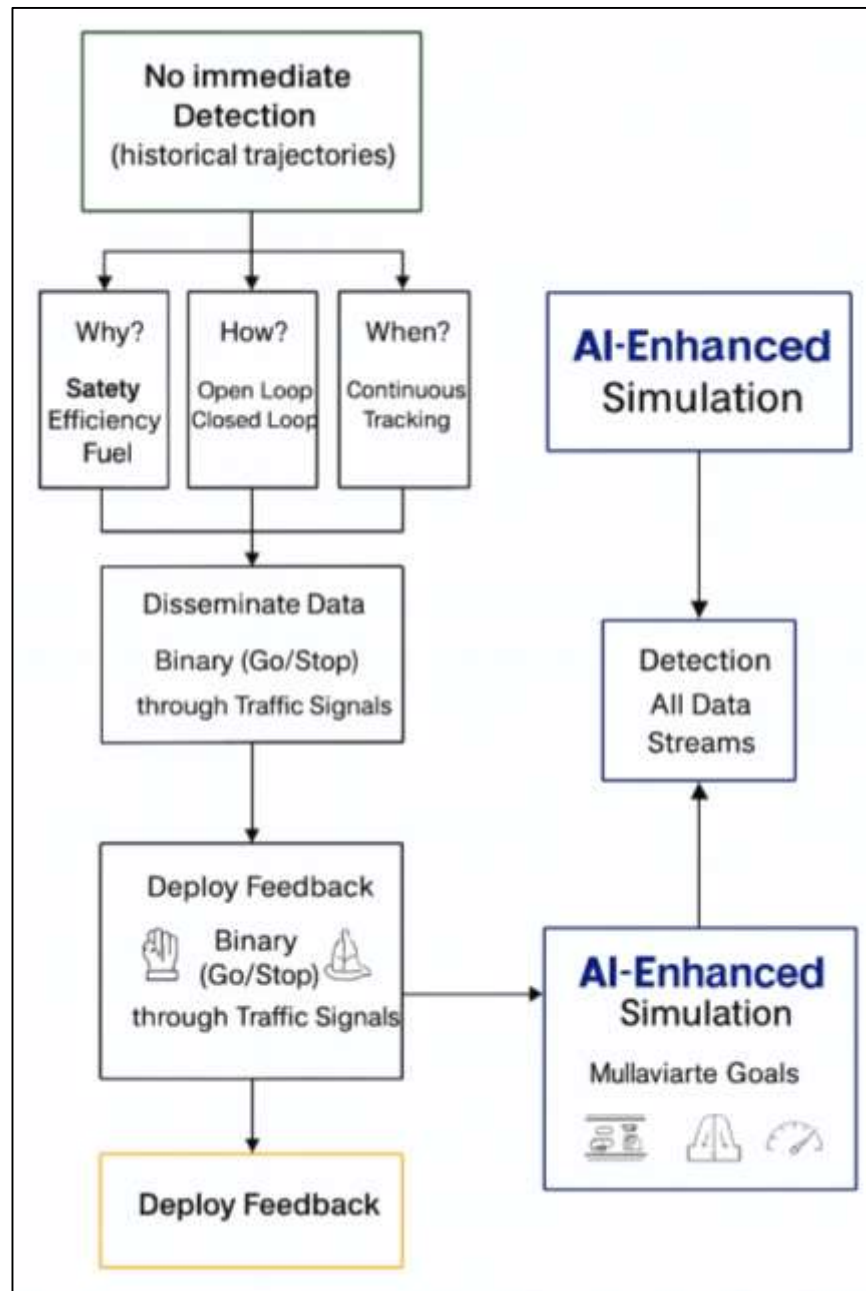 No immediate
Detection
(historical trajectories)
Why?
Satety
Efficiency
Fuel
How?
Open Loop
Closed Loop
When?
Continuous
Tracking
AI-Enhanced
Simulation
Disseminate Data
Binary (Go/Stop)
through Traffic Signals
Detection
All Data
Streams
Deploy Feedback
Binary
(Go/Stop)
through Traffic Signals
AI-Enhanced
Simulation
Mullaviarte Goals
Deploy Feedback